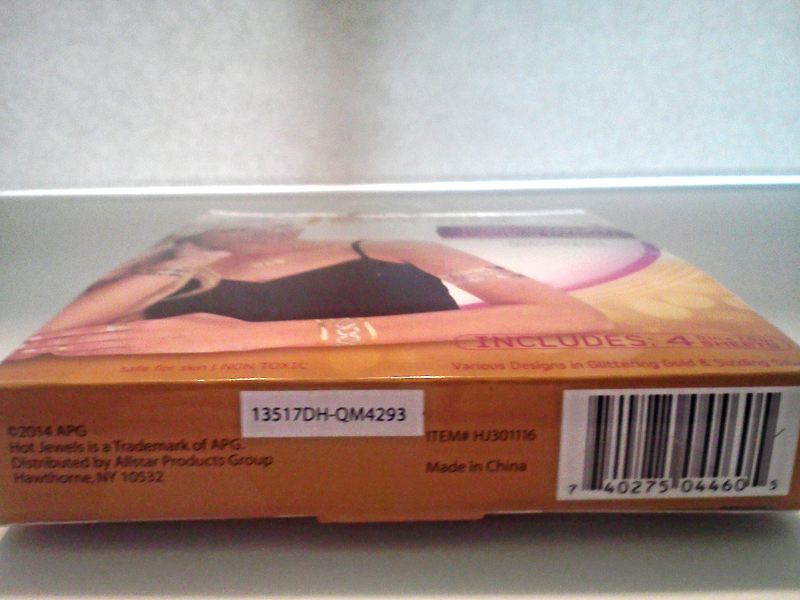 INCLUDES: 4
safe for skin / NON TOXIC
Various Designs in Glittering Gold & Sizzling
13517DH-QM4293
©2014 APG
Hot Jewels is a Trademark of APG.
Distributed by Allstar Products Group
Hawthorne, NY 10532
ITEM# HJ301116
Made in China
7 40275 04460 5